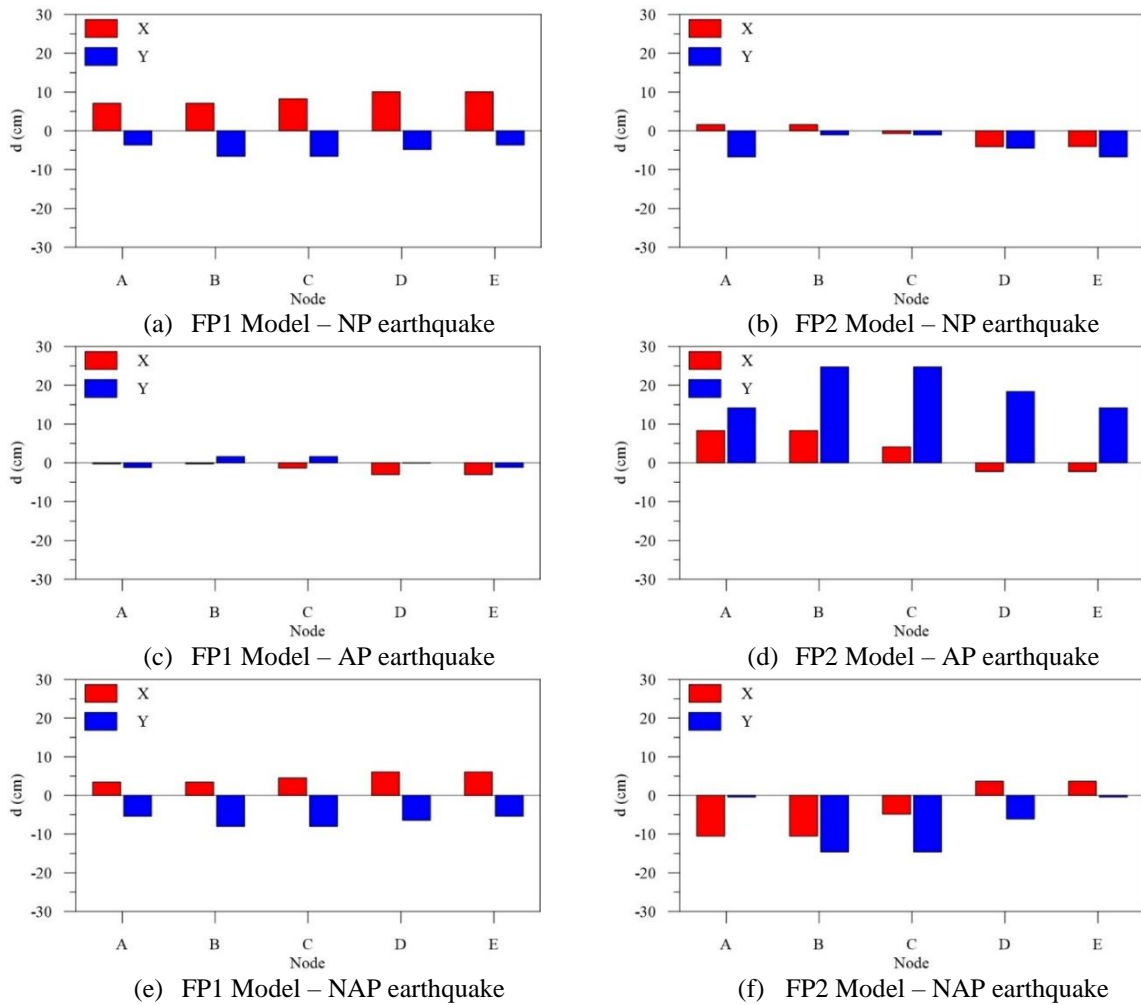 30
X
20
Y
10
d (cm)
0
-10
-20
-30
A B C D E
Node
(a) FP1 Model – NP earthquake
30
X
20
Y
10
d (cm)
0
-10
-20
-30
A B C D E
Node
(b) FP2 Model – NP earthquake
30
X
20
Y
10
d (cm)
0
-10
-20
-30
A B C D E
Node
(c) FP1 Model – AP earthquake
30
X
20
Y
10
d (cm)
0
-10
-20
-30
A B C D E
Node
(d) FP2 Model – AP earthquake
30
X
20
Y
10
d (cm)
0
-10
-20
-30
A B C D E
Node
(e) FP1 Model – NAP earthquake
30
X
20
Y
10
d (cm)
0
-10
-20
-30
A B C D E
Node
(f) FP2 Model – NAP earthquake